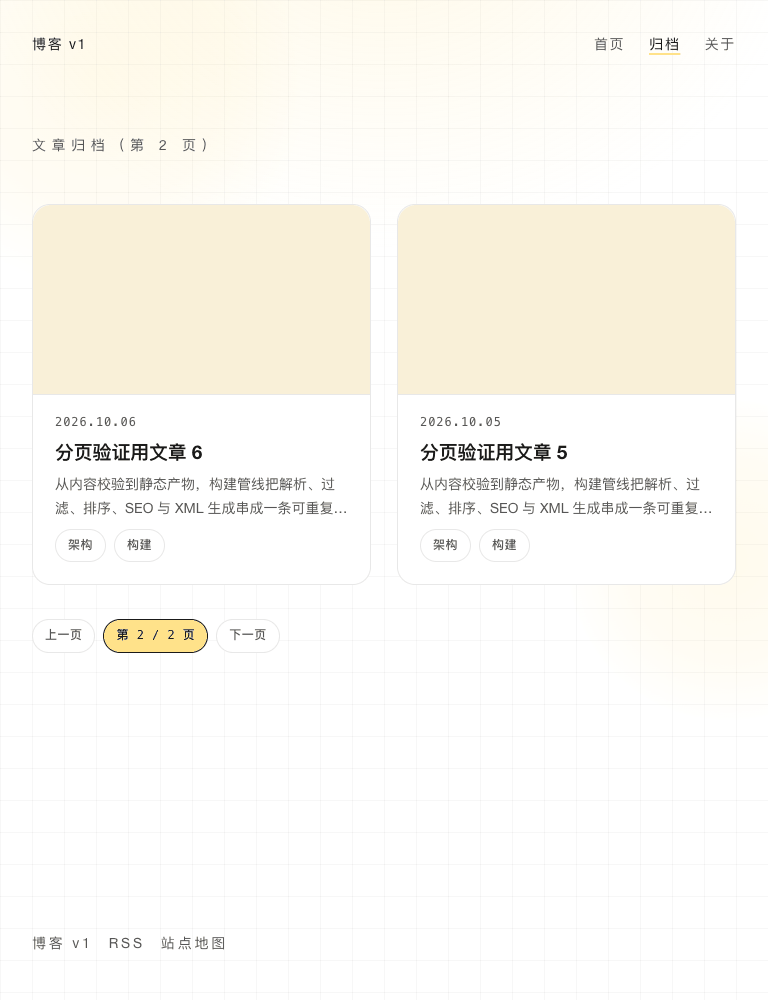 博客 v1
首页 归档 关于
文章归档（第 2 页）
2026.10.06
分页验证用文章 6
从内容校验到静态产物，构建管线把解析、过
滤、排序、SEO 与 XML 生成串成一条可重复…
架构 构建
2026.10.05
分页验证用文章 5
从内容校验到静态产物，构建管线把解析、过
滤、排序、SEO 与 XML 生成串成一条可重复…
架构 构建
上一页 第 2 / 2 页 下一页
博客 v1 RSS 站点地图